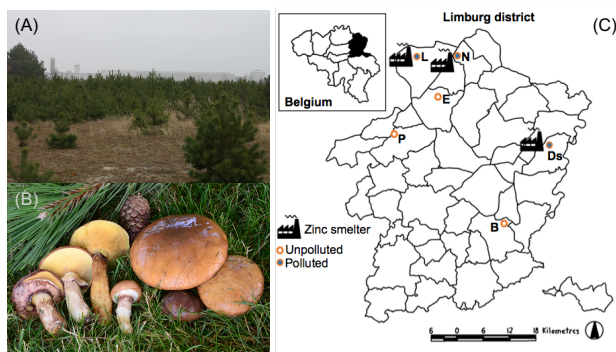 (A)
(B)
(C)
Limburg district
Belgium
L
N
E
P
Ds
B
Zinc smelter
Unpolluted
Polluted
6 0 6 12 18 Kilometres